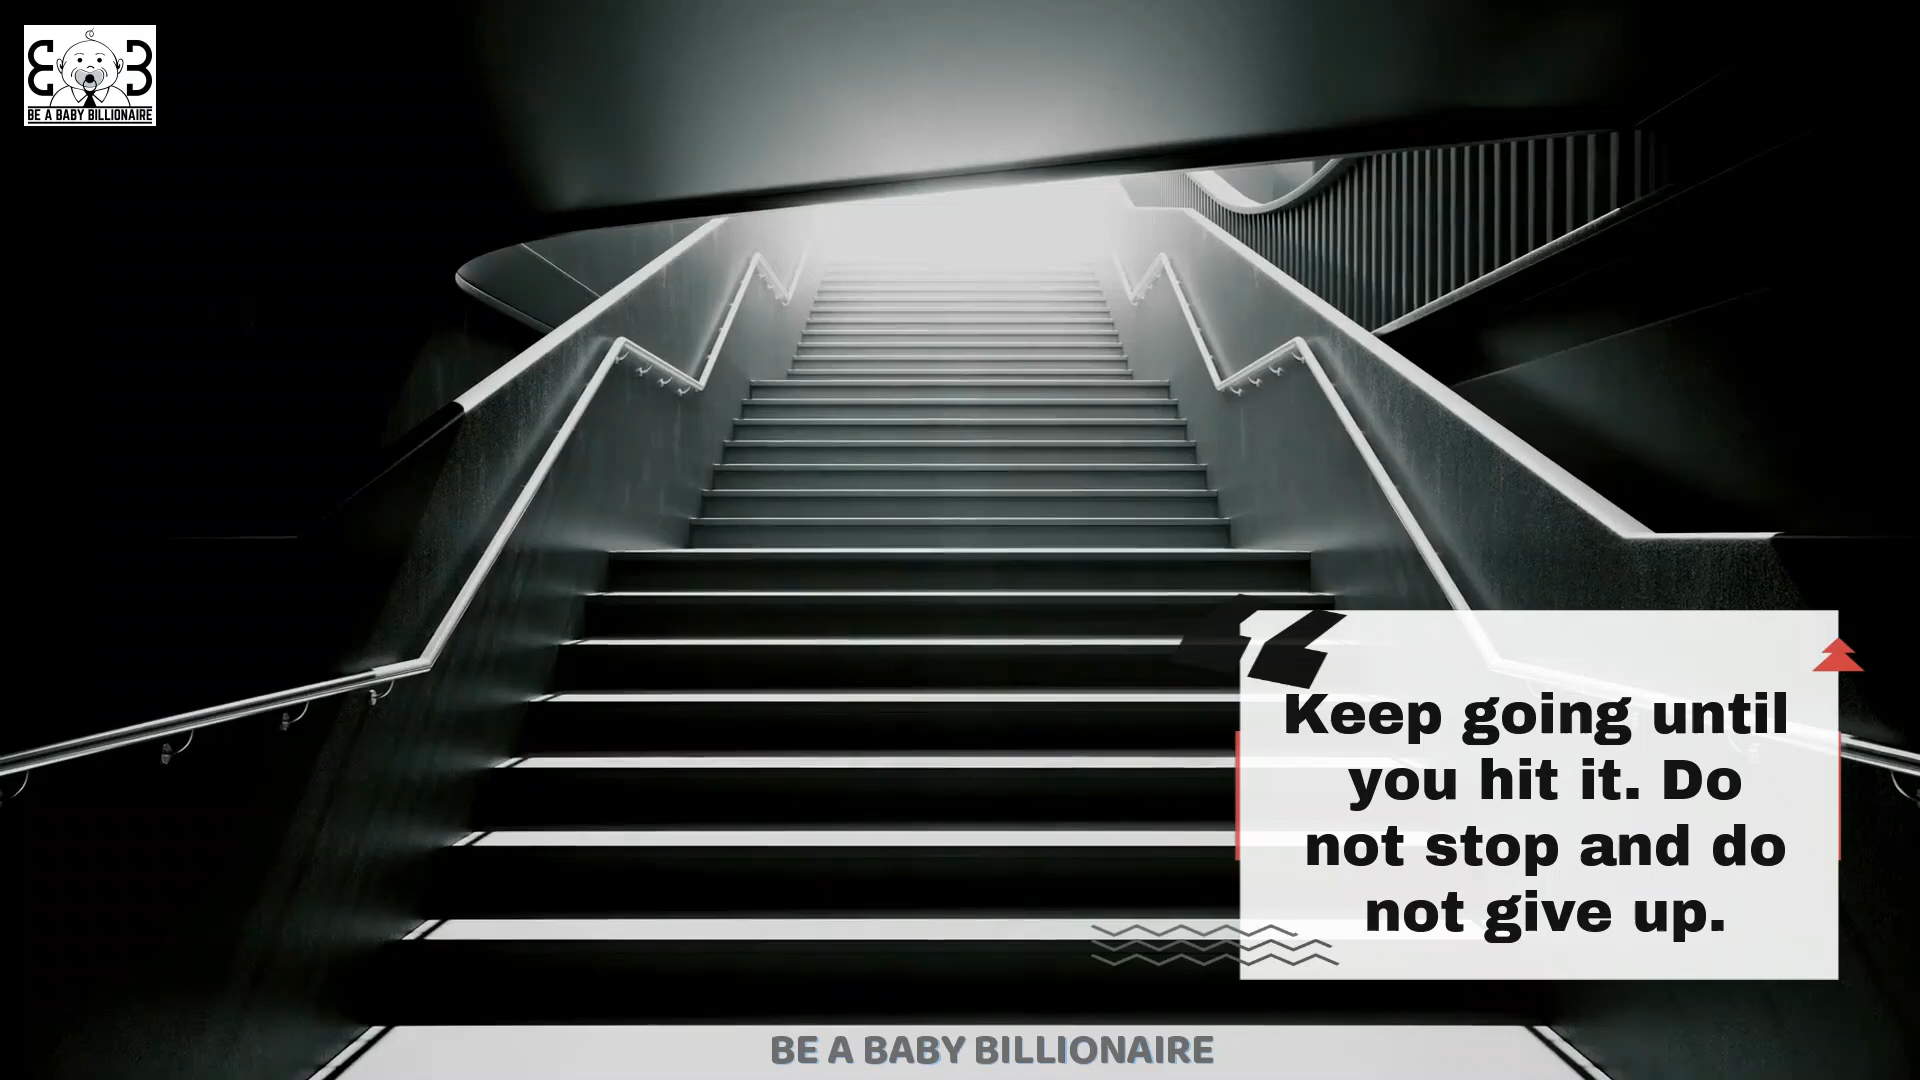 BE A BABY BILLIONAIRE
Keep going until
you hit it. Do
not stop and do
not give up.
BE A BABY BILLIONAIRE